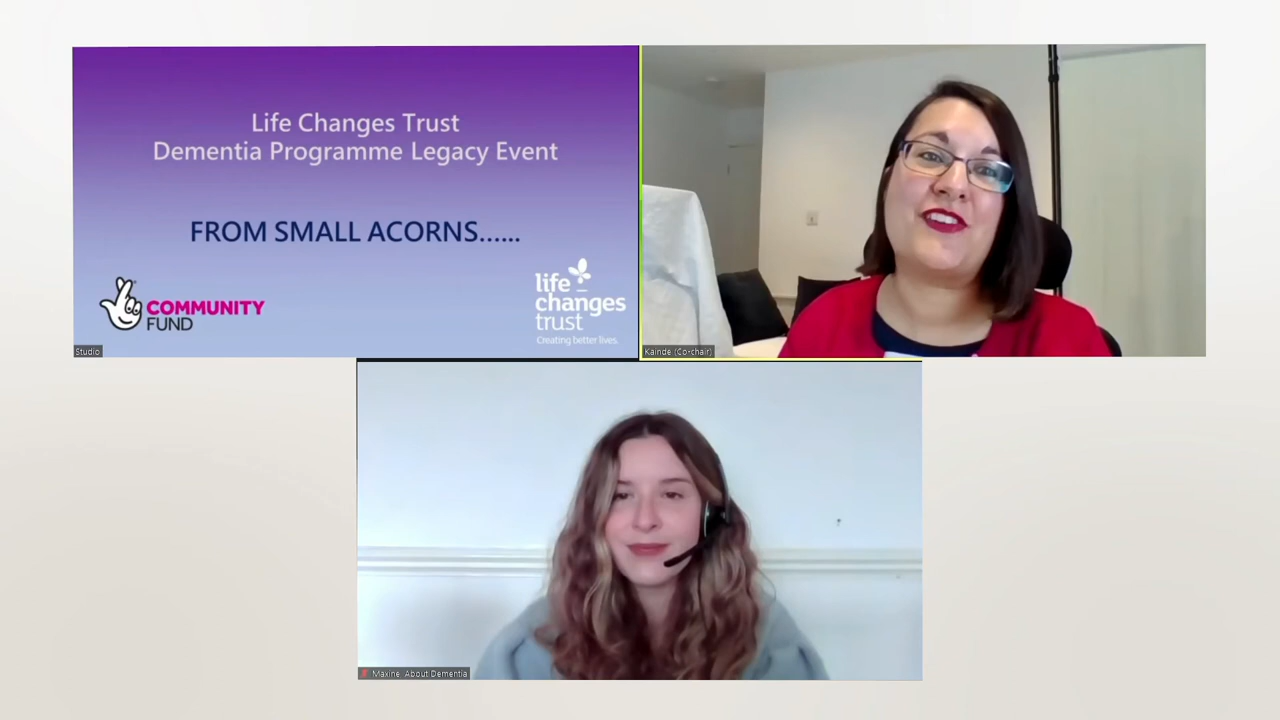 Life Changes Trust
Dementia Programme Legacy Event
FROM SMALL ACORNS......
COMMUNITY
FUND
life
changes
trust
Creating better lives.
Studio
Kainde (Co-chair)
Maxine, About Dementia